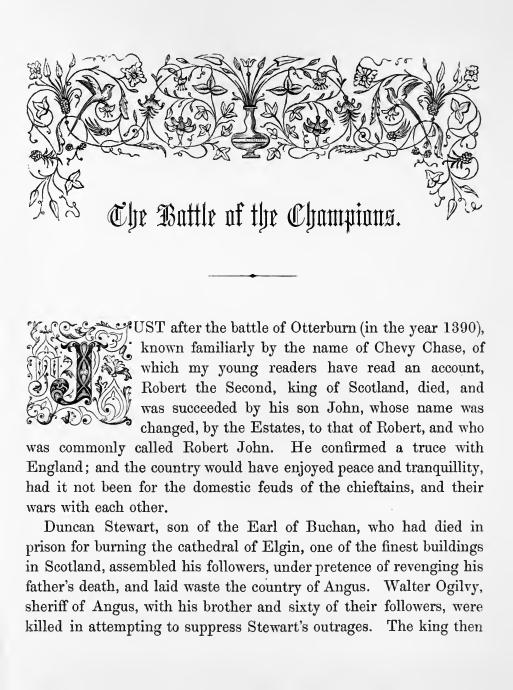 The Battle of the Champions.
JUST after the battle of Otterburn (in the year 1390),
known familiarly by the name of Chevy Chase, of
which my young readers have read an account,
Robert the Second, king of Scotland, died, and
was succeeded by his son John, whose name was
changed, by the Estates, to that of Robert, and who
was commonly called Robert John. He confirmed a truce with
England; and the country would have enjoyed peace and tranquillity,
had it not been for the domestic feuds of the chieftains, and their
wars with each other.
Duncan Stewart, son of the Earl of Buchan, who had died in
prison for burning the cathedral of Elgin, one of the finest buildings
in Scotland, assembled his followers, under pretence of revenging his
father's death, and laid waste the country of Angus. Walter Ogilvy,
sheriff of Angus, with his brother and sixty of their followers, were
killed in attempting to suppress Stewart's outrages. The king then